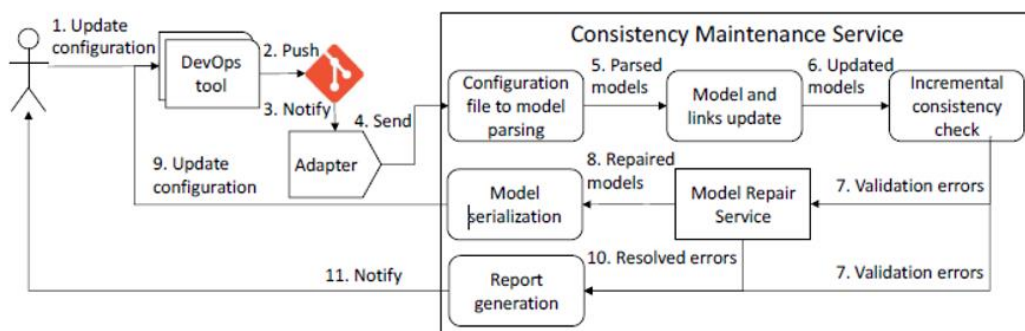 1. Update
configuration
DevOps
tool
2. Push
3. Notify
4. Send
Adapter
9. Update
configuration
11. Notify
Consistency Maintenance Service
Configuration
file to model
parsing
5. Parsed
models
Model and
links update
6. Updated
models
Incremental
consistency
check
Model
serialization
8. Repaired
models
Model Repair
Service
7. Validation errors
10. Resolved errors
7. Validation errors
Report
generation